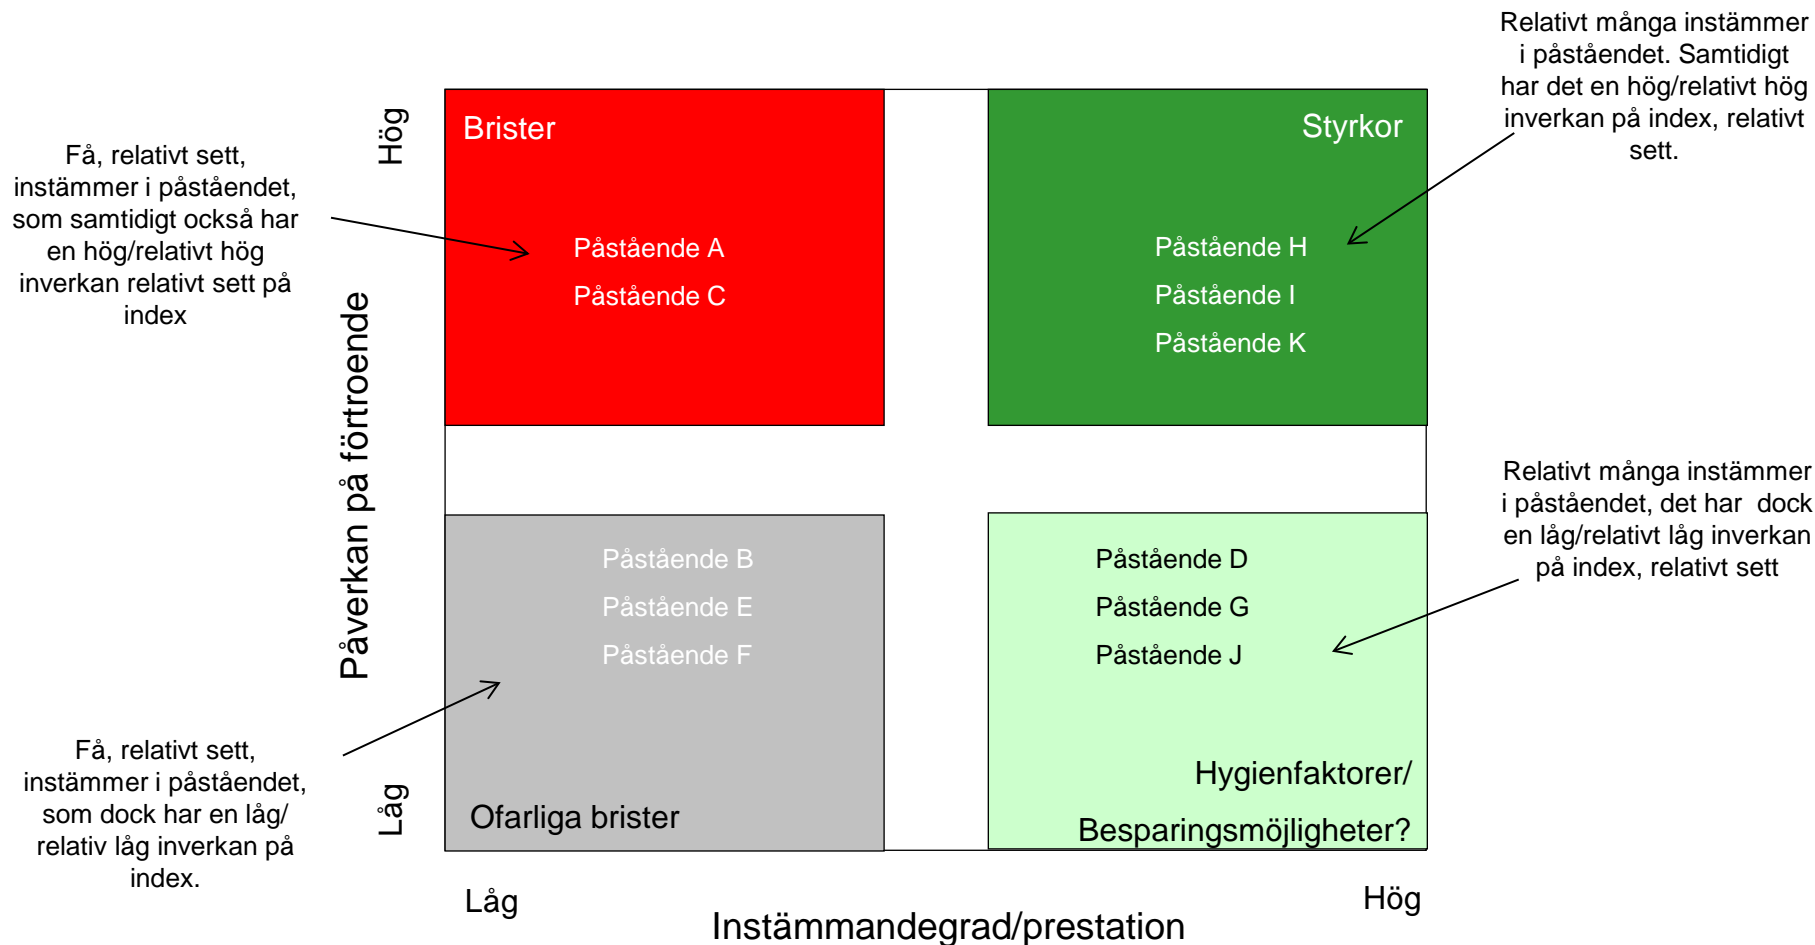 Relativt många instämmer
i påståendet. Samtidigt
har det en hög/relativt hög
inverkan på index, relativt
sett.
Få, relativt sett,
instämmer i påståendet,
som samtidigt också har
en hög/relativt hög
inverkan relativt sett på
index
Påverkan på förtroende
Hög
Låg
Brister
Påstående A
Påstående C
Styrkor
Påstående H
Påstående I
Påstående K
Relativt många instämmer
i påståendet, det har dock
en låg/relativt låg inverkan
på index, relativt sett
Påstående B
Påstående E
Påstående F
Ofarliga brister
Påstående D
Påstående G
Påstående J
Hygienfaktorer/
Besparingsmöjligheter?
Få, relativt sett,
instämmer i påståendet,
som dock har en låg/
relativ låg inverkan på
index.
Låg
Hög
Instämmandegrad/prestation